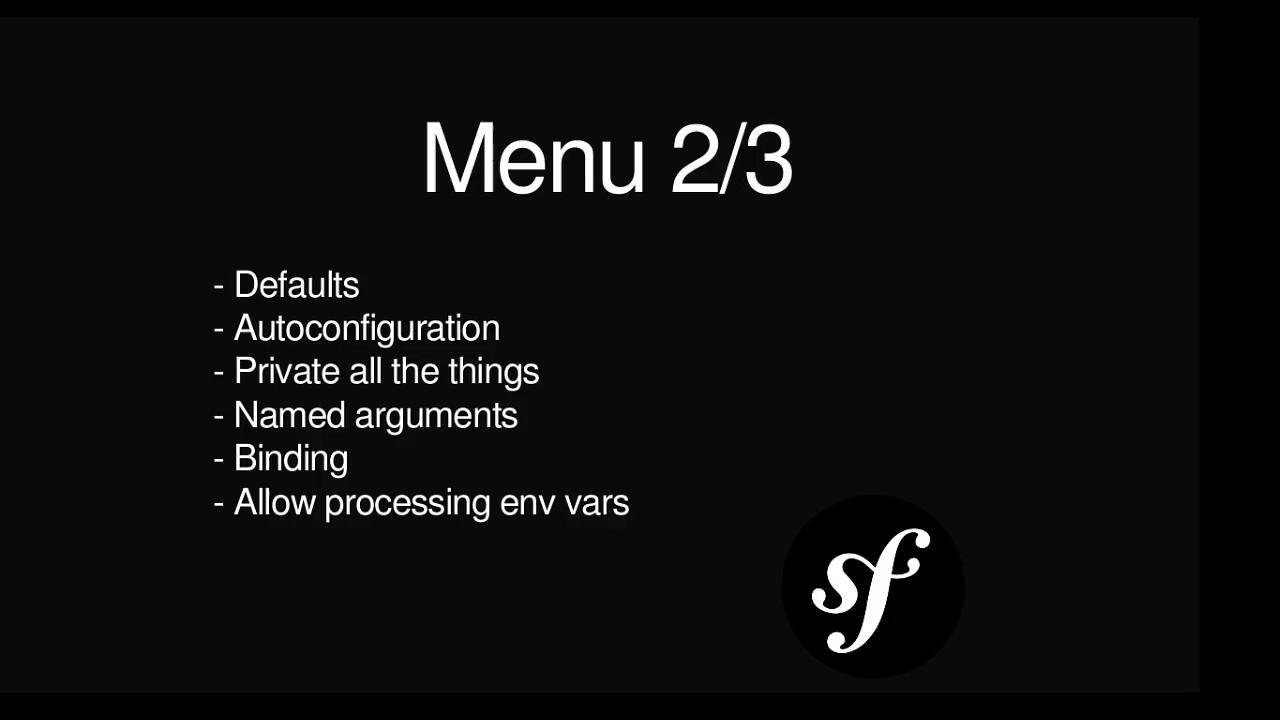 Menu 2/3
- Defaults
- Autoconfiguration
- Private all the things
- Named arguments
- Binding
- Allow processing env vars
sf